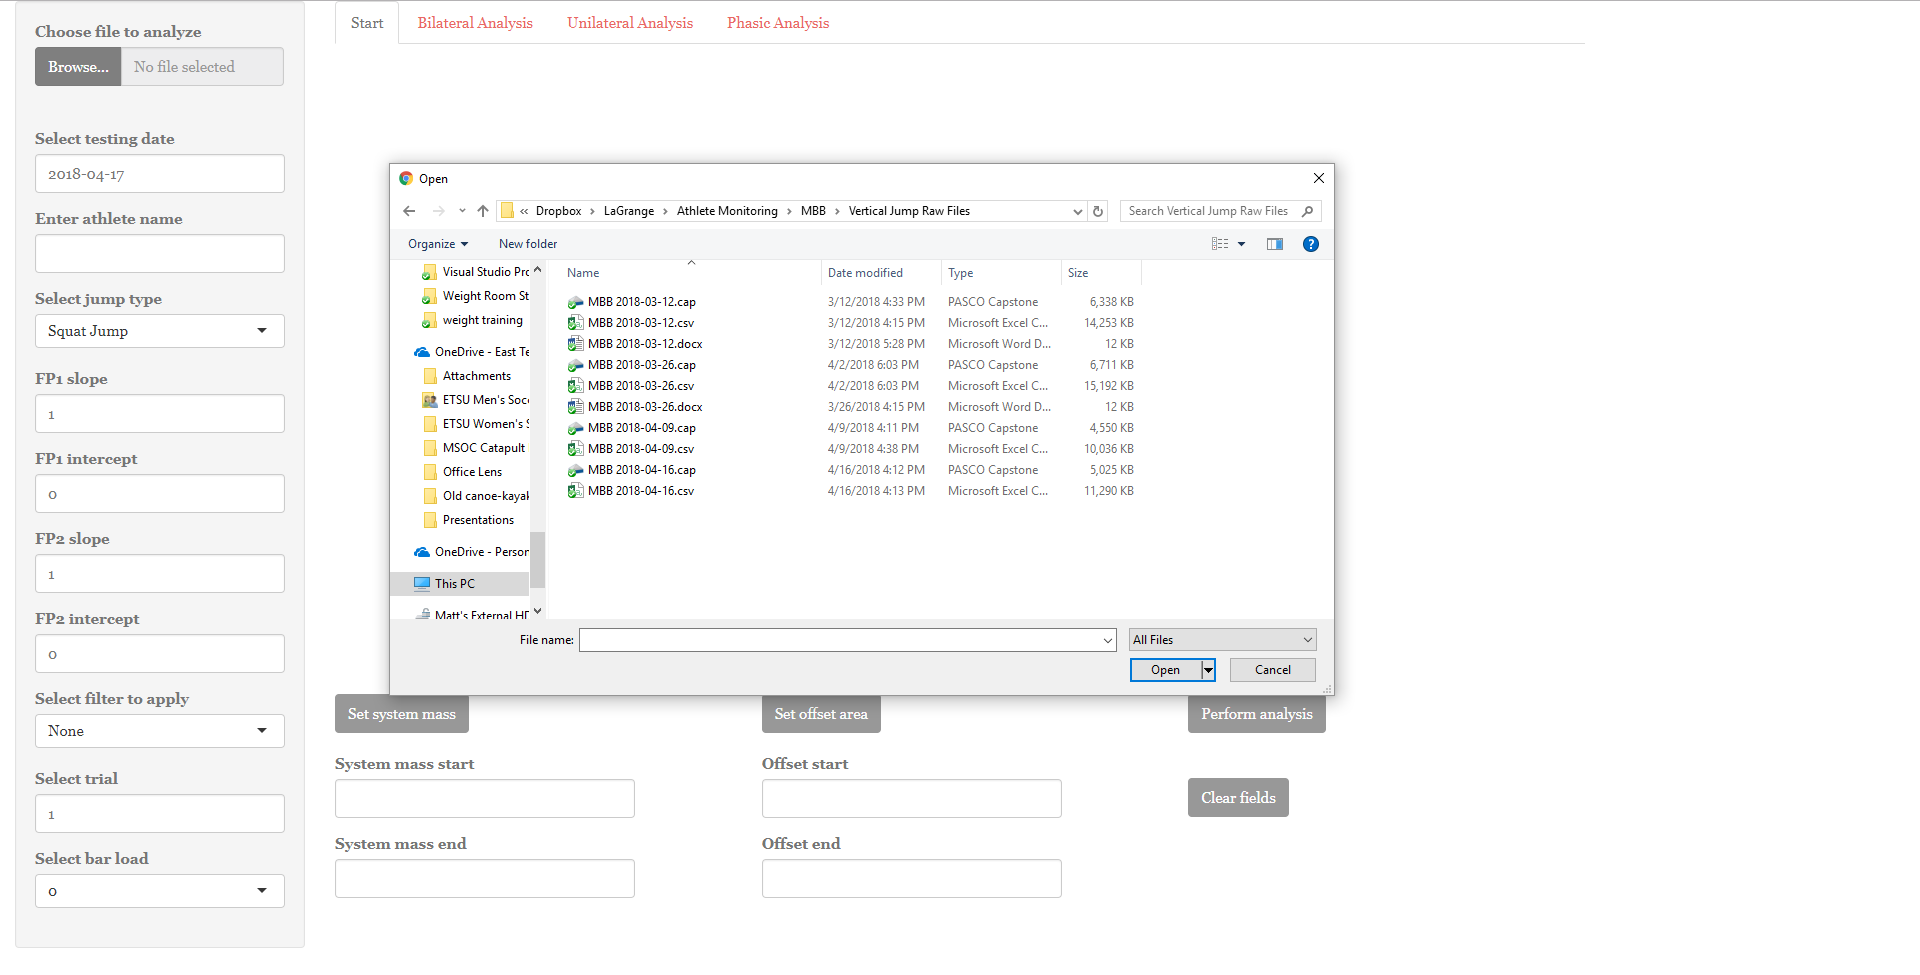 Choose file to analyze
Browse... No file selected
Select testing date
2018-04-17
Enter athlete name
Select jump type
Squat Jump
FP1 slope
1
FP1 intercept
0
FP2 slope
1
FP2 intercept
0
Select filter to apply
None
Select trial
1
Select bar load
0
Start Bilateral Analysis Unilateral Analysis Phasic Analysis
Open
« Dropbox › LaGrange › Athlete Monitoring › MBB › Vertical Jump Raw Files Search Vertical Jump Raw Files
Organize New folder
Visual Studio Prc
Weight Room St
weight training
OneDrive - East Te
Attachments
ETSU Men's Soc
ETSU Women's S
MSOC Catapult
Office Lens
Old canoe-kayak
Presentations
OneDrive - Person
This PC
Matt's External HD
Name Date modified Type Size
MBB 2018-03-12.cap 3/12/2018 4:33 PM PASCO Capstone 6,338 KB
MBB 2018-03-12.csv 3/12/2018 4:15 PM Microsoft Excel C... 14,253 KB
MBB 2018-03-12.docx 3/12/2018 5:28 PM Microsoft Word D... 12 KB
MBB 2018-03-26.cap 4/2/2018 6:03 PM PASCO Capstone 6,711 KB
MBB 2018-03-26.csv 4/2/2018 6:03 PM Microsoft Excel C... 15,192 KB
MBB 2018-03-26.docx 3/26/2018 4:15 PM Microsoft Word D... 12 KB
MBB 2018-04-09.cap 4/9/2018 4:11 PM PASCO Capstone 4,550 KB
MBB 2018-04-09.csv 4/9/2018 4:38 PM Microsoft Excel C... 10,036 KB
MBB 2018-04-16.cap 4/16/2018 4:12 PM PASCO Capstone 5,025 KB
MBB 2018-04-16.csv 4/16/2018 4:13 PM Microsoft Excel C... 11,290 KB
File name: All Files
Open Cancel
Set system mass Set offset area Perform analysis
System mass start Offset start
Clear fields
System mass end Offset end